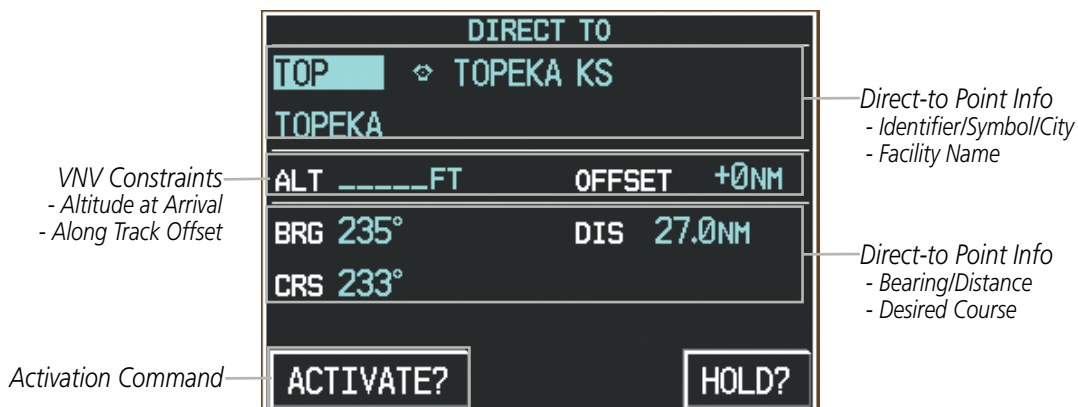 DIRECT TO
TOP TOPEKA KS
TOPEKA
Direct-to Point Info
- Identifier/Symbol/City
- Facility Name
VNV Constraints
- Altitude at Arrival
- Along Track Offset
ALT _____FT OFFSET +0NM
BRG 235° DIS 27.0NM
CRS 233°
Direct-to Point Info
- Bearing/Distance
- Desired Course
Activation Command
ACTIVATE? HOLD?